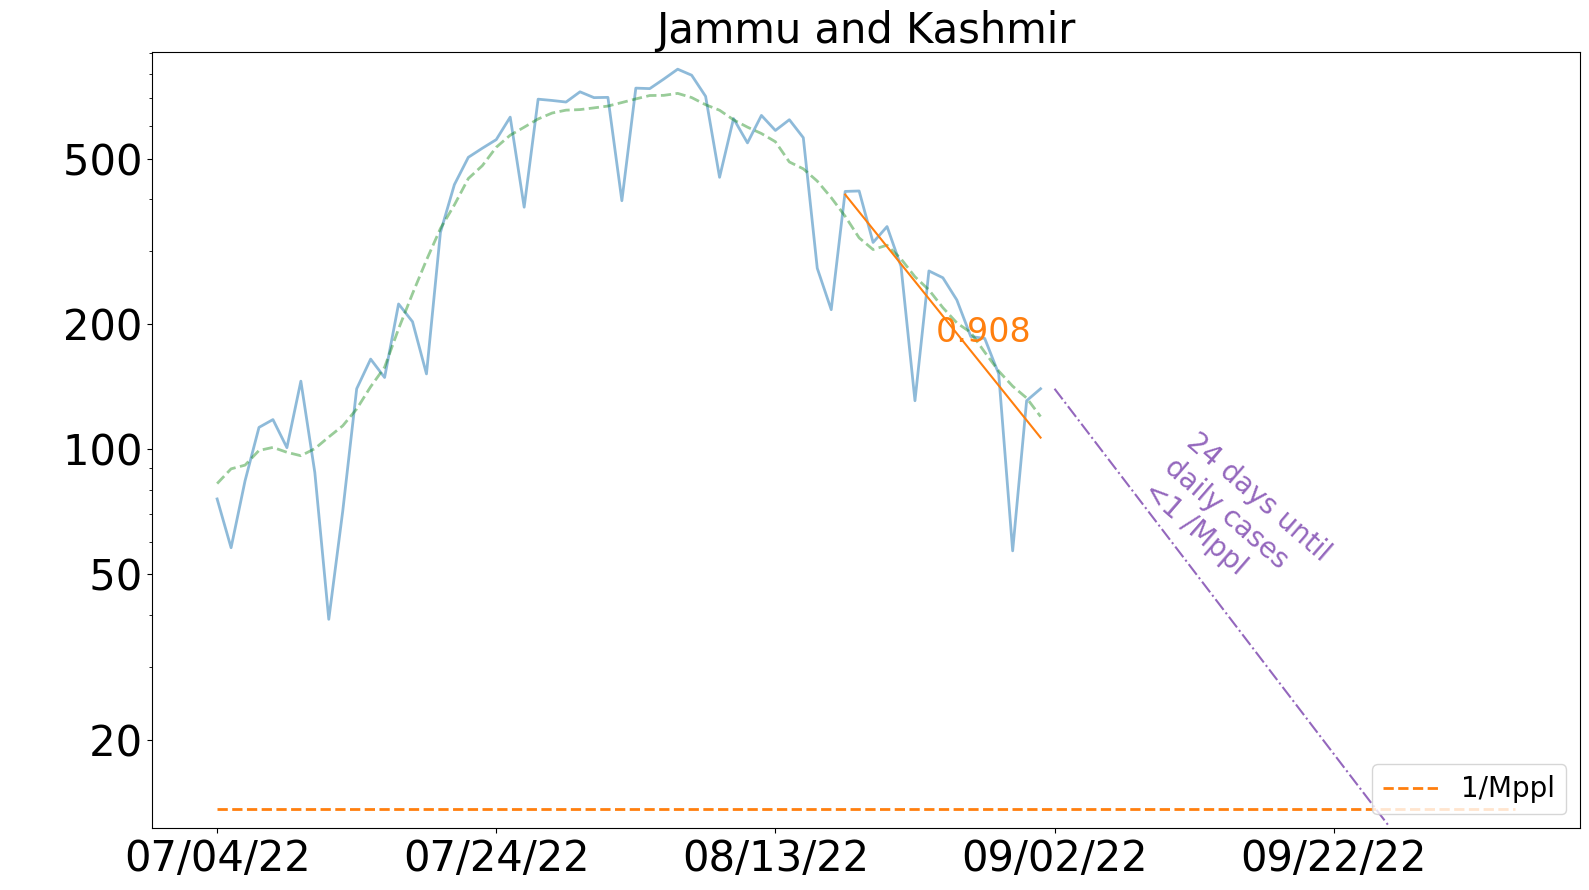 Jammu and Kashmir
500
200
100
50
20
0.908
24 days until
daily cases
<1 /Mppl
1/Mppl
07/04/22
07/24/22
08/13/22
09/02/22
09/22/22